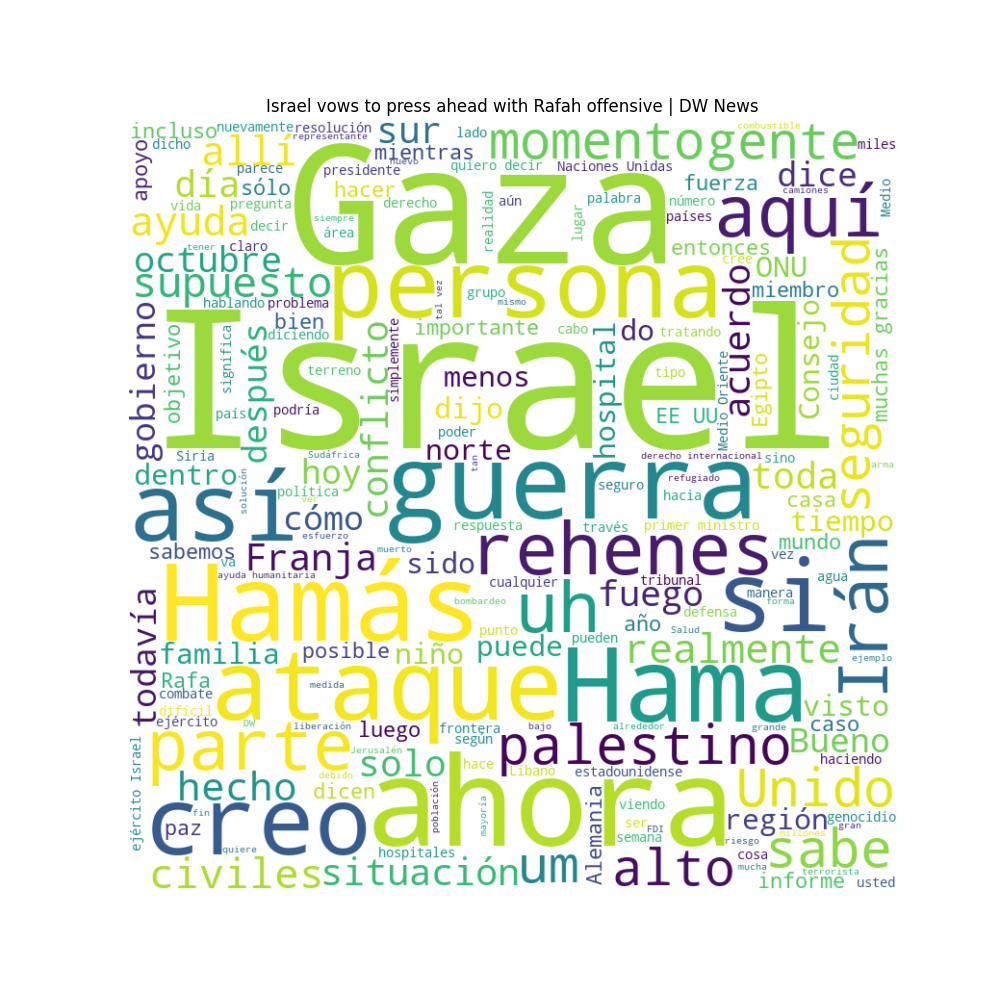 Israel vows to press ahead with Rafah offensive | DW News
incluso
nuevamente
resolución
representante
sur
lado
momento
gente
combustible
miles
dicho
allí
parece
presidente
mientras
nuevo
quiero decir
Naciones Unidas
fuerza
dice
camiones
Medio
apoyo
día
sólo
hacer
Gaza
derecho
aún
realidad
lugar
palabra
número
países
aquí
ayuda
vida
pregunta
decir
siempre
área
entonces
cree
ONU
miembro
seguridad
muchas gracias
octubre
tener
claro
supuesto
persona
grupo
mismo
tal vez
hablando
problema
bien
diciendo
importante
cabo
do
tratando
acuerdo
Egipto
Consejo
ciudad
gobierno
objetivo
significa
después
conflicto
simplemente
hospital
Israel
terreno
menos
tipo
Medio Oriente
país
podría
dijo
EE UU
poder
norte
derecho internacional
sino
arma
Siria
Sudáfrica
tan
dentro
solución
hoy
guerra
seguro
refugiado
hacia
toda
casa
política
ver
así
cómo
esfuerzo
respuesta
través
primer ministro
tiempo
sabemos
va
Franja
muerto
sido
rehenes
mundo
vez
ayuda humanitaria
cualquier
tribunal
sí
agua
manera
forma
Irán
Hamás
bombardeo
uh
fuego
año
defensa
Salud
todavía
punto
pueden
familia
posible
niño
puede
realmente
ejemplo
Rafa
combate
difícil
ejército
medida
ataque
Hama
visto
caso
DW
liberación
luego
frontera
según
bajo
alrededor
grande
Bueno
haciendo
ejército Israel
parte
Jerusalén
solo
hace
palestino
Líbano
estadounidense
hecho
debido
dicen
población
mayoría
ahora
Alemania
viendo
ser
semana
FDI
Unido
millones
región
genocidio
gran
fin
paz
creo
quiere
hospitales
riesgo
cosa
mucha
sabe
terrorista
civiles
situación
um
alto
informe
usted